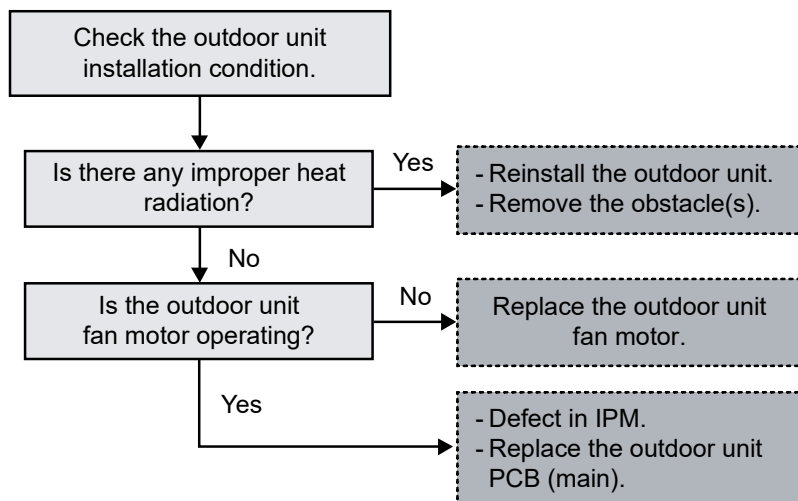 Check the outdoor unit
installation condition.
Is there any improper heat
radiation?
Yes
- Reinstall the outdoor unit.
- Remove the obstacle(s).
No
Is the outdoor unit
fan motor operating?
No
Replace the outdoor unit
fan motor.
Yes
- Defect in IPM.
- Replace the outdoor unit
PCB (main).